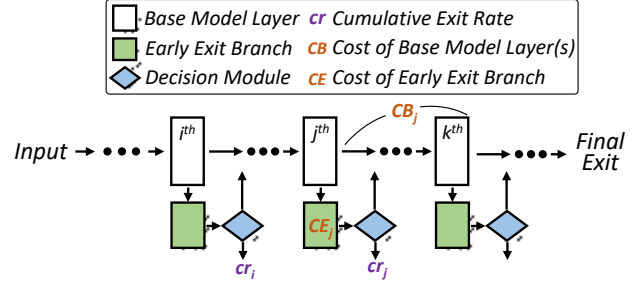 Base Model Layer cr Cumulative Exit Rate
Early Exit Branch CB Cost of Base Model Layer(s)
Decision Module CE Cost of Early Exit Branch
CBj
ith jth kth
Input Final
Exit
CEj
cri crj